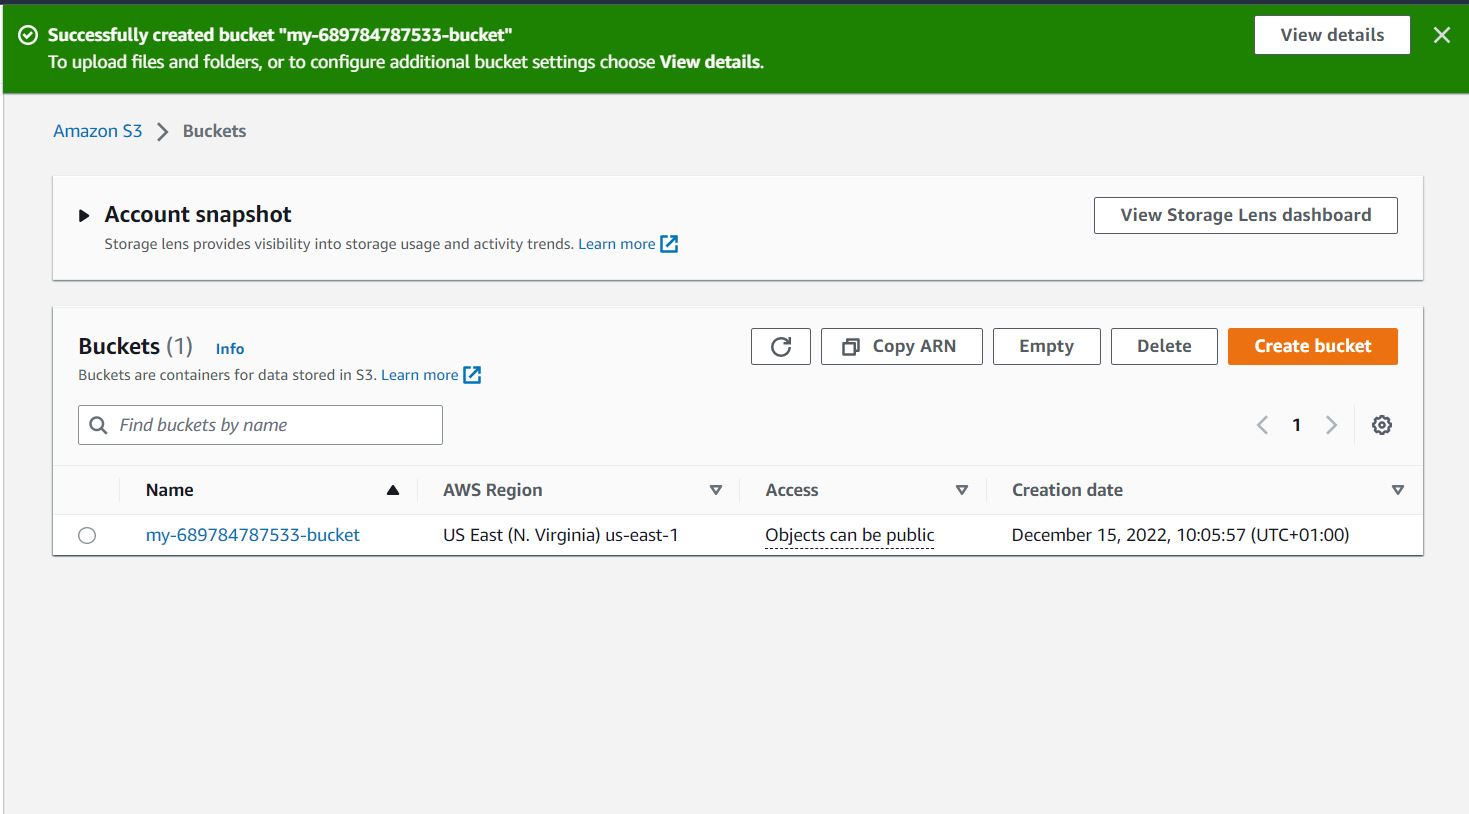 Successfully created bucket "my-689784787533-bucket"
To upload files and folders, or to configure additional bucket settings choose View details.
View details
Amazon S3 Buckets
Account snapshot
Storage lens provides visibility into storage usage and activity trends. Learn more
View Storage Lens dashboard
Buckets (1) Info
Buckets are containers for data stored in S3. Learn more
Copy ARN Empty Delete Create bucket
Find buckets by name
1
Name AWS Region Access Creation date
my-689784787533-bucket US East (N. Virginia) us-east-1 Objects can be public December 15, 2022, 10:05:57 (UTC+01:00)